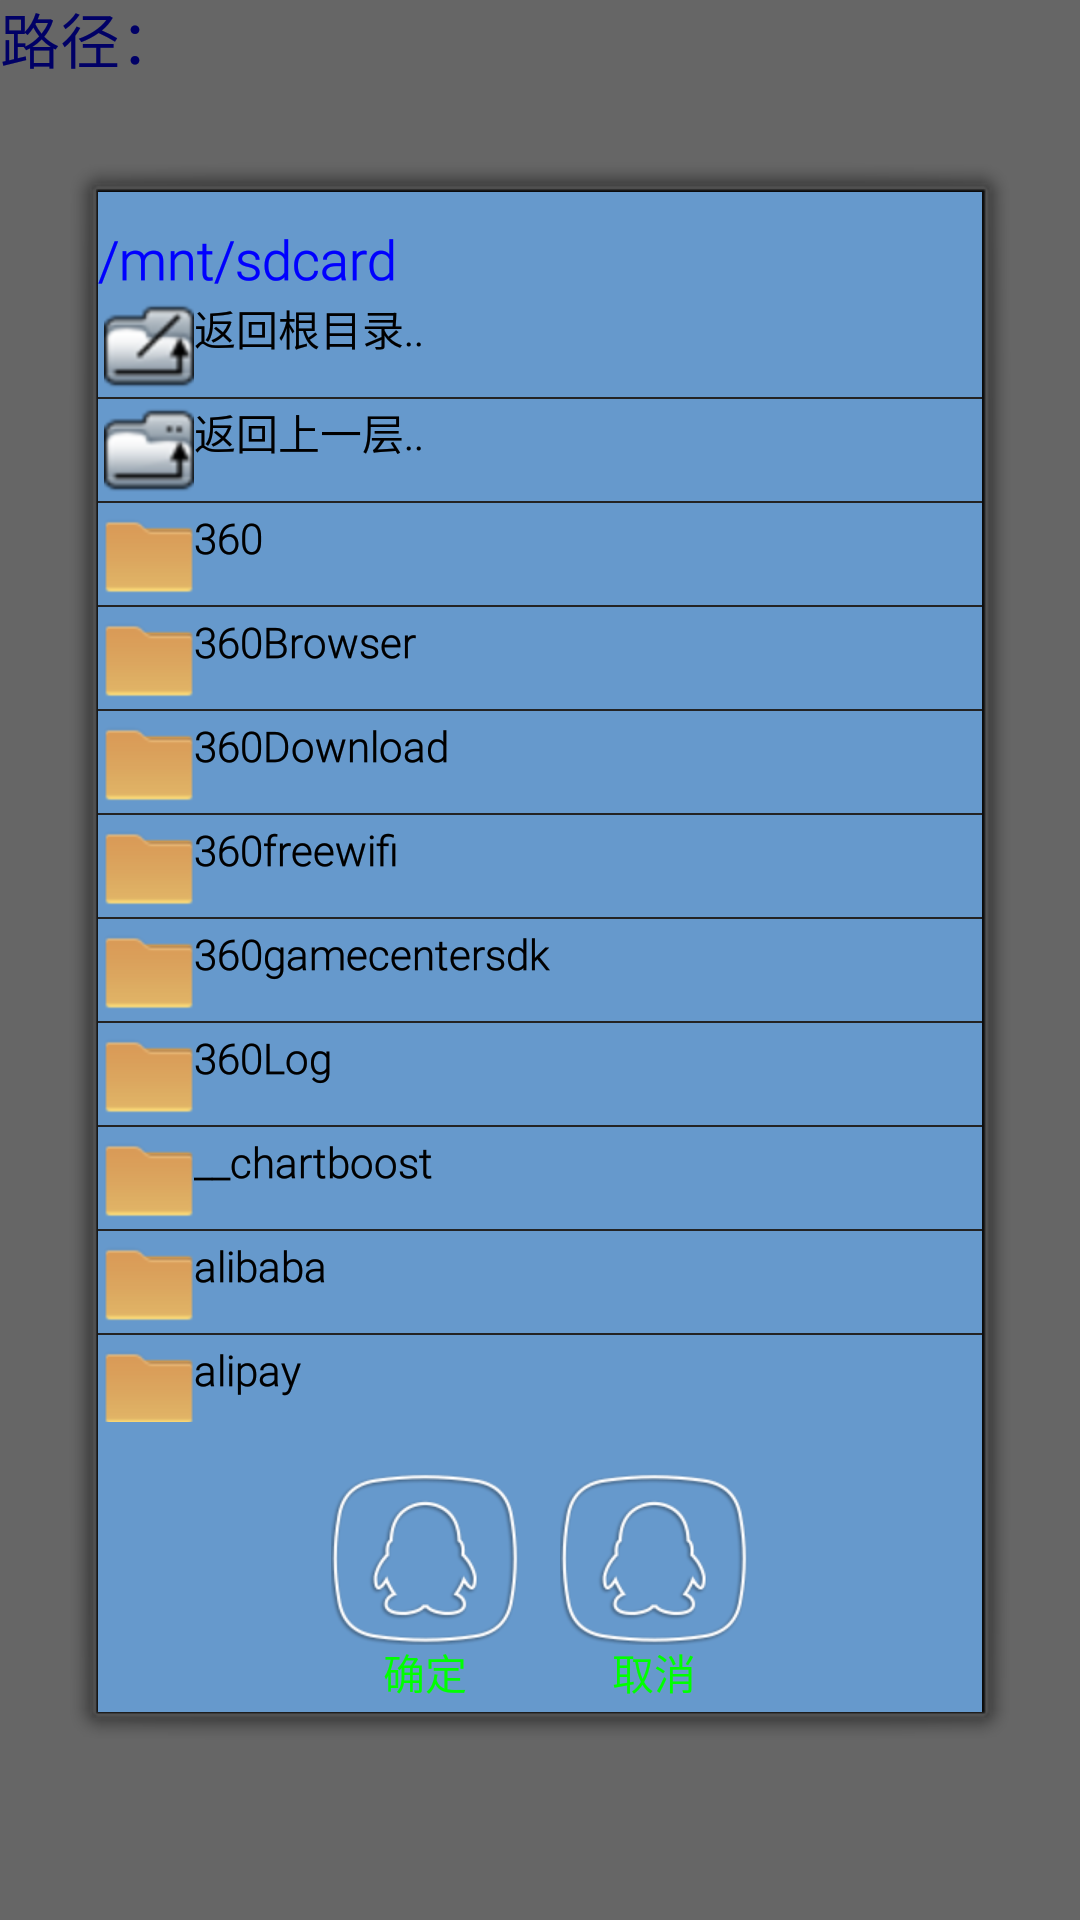 路径：
/mnt/sdcard
返回根目录..
返回上一层..
360
360Browser
360Download
360freewifi
360gamecentersdk
360Log
__chartboost
alibaba
alipay
确定 取消